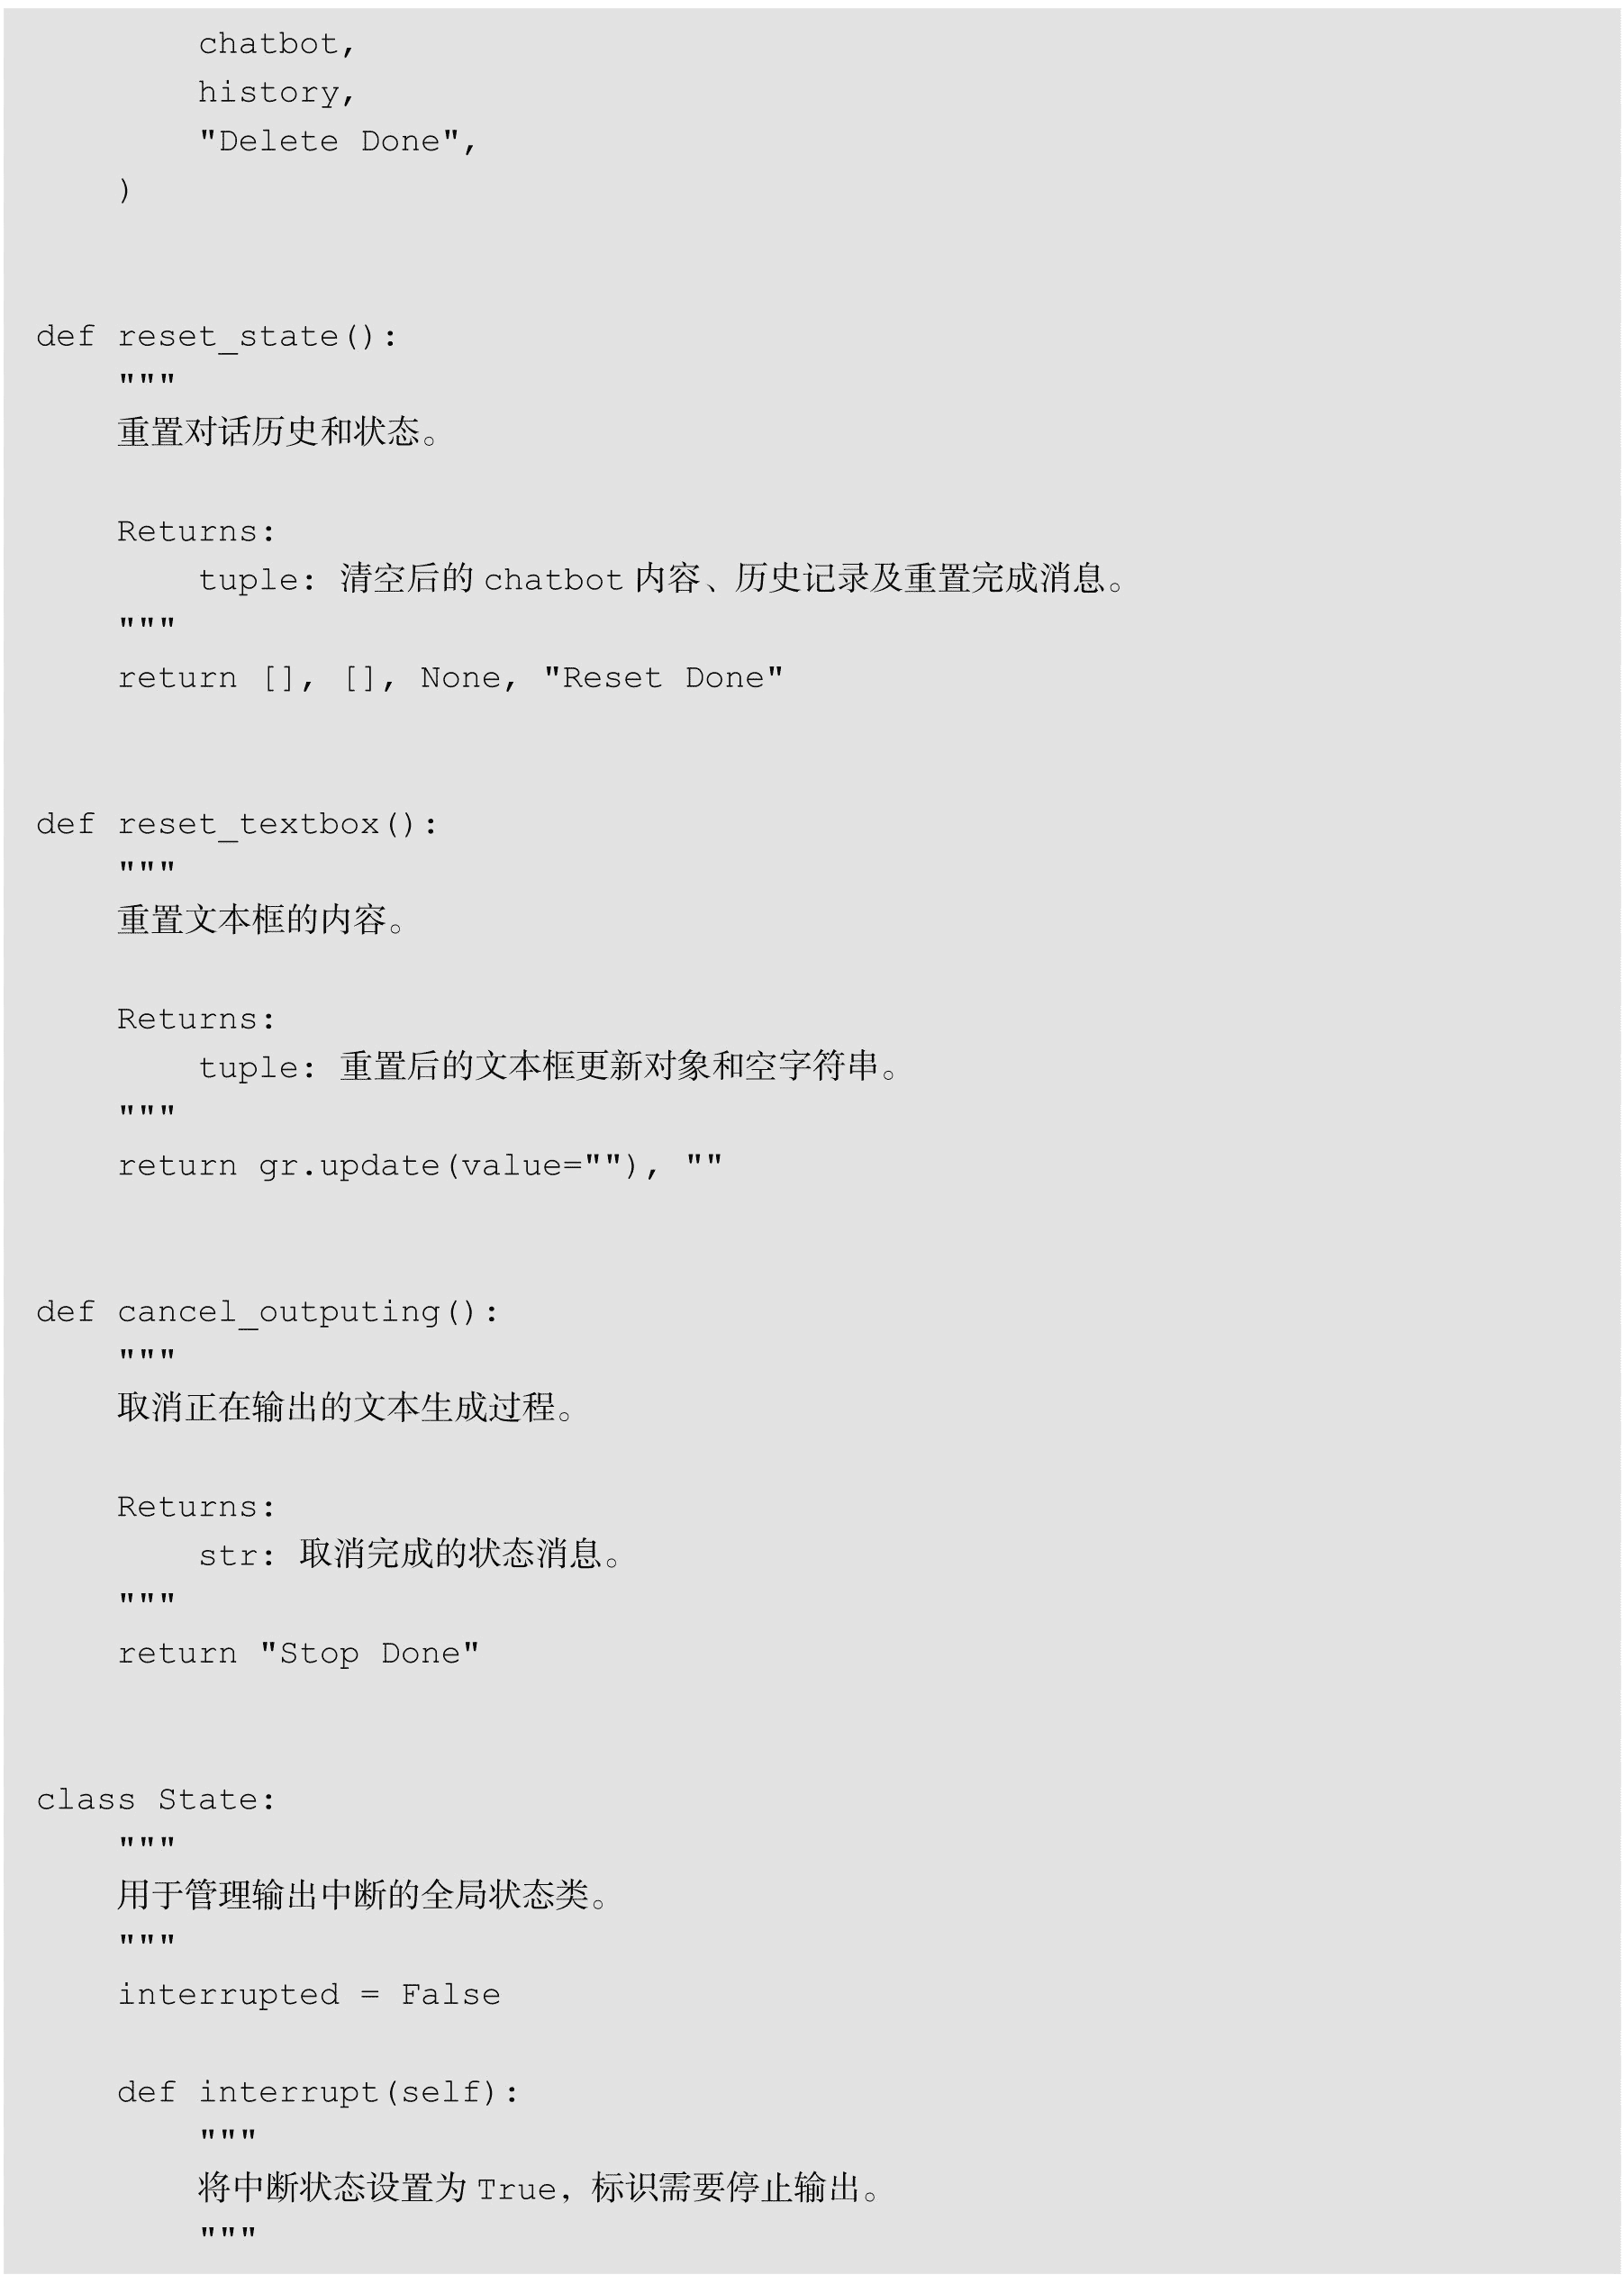 chatbot,
        history,
        "Delete Done",
    )


def reset_state():
    """
    重置对话历史和状态。

    Returns:
        tuple: 清空后的 chatbot 内容、历史记录及重置完成消息。
    """
    return [], [], None, "Reset Done"


def reset_textbox():
    """
    重置文本框的内容。

    Returns:
        tuple: 重置后的文本框更新对象和空字符串。
    """
    return gr.update(value=""), ""


def cancel_outputing():
    """
    取消正在输出的文本生成过程。

    Returns:
        str: 取消完成的状态消息。
    """
    return "Stop Done"


class State:
    """
    用于管理输出中断的全局状态类。
    """
    interrupted = False

    def interrupt(self):
        """
        将中断状态设置为 True, 标识需要停止输出。
        """